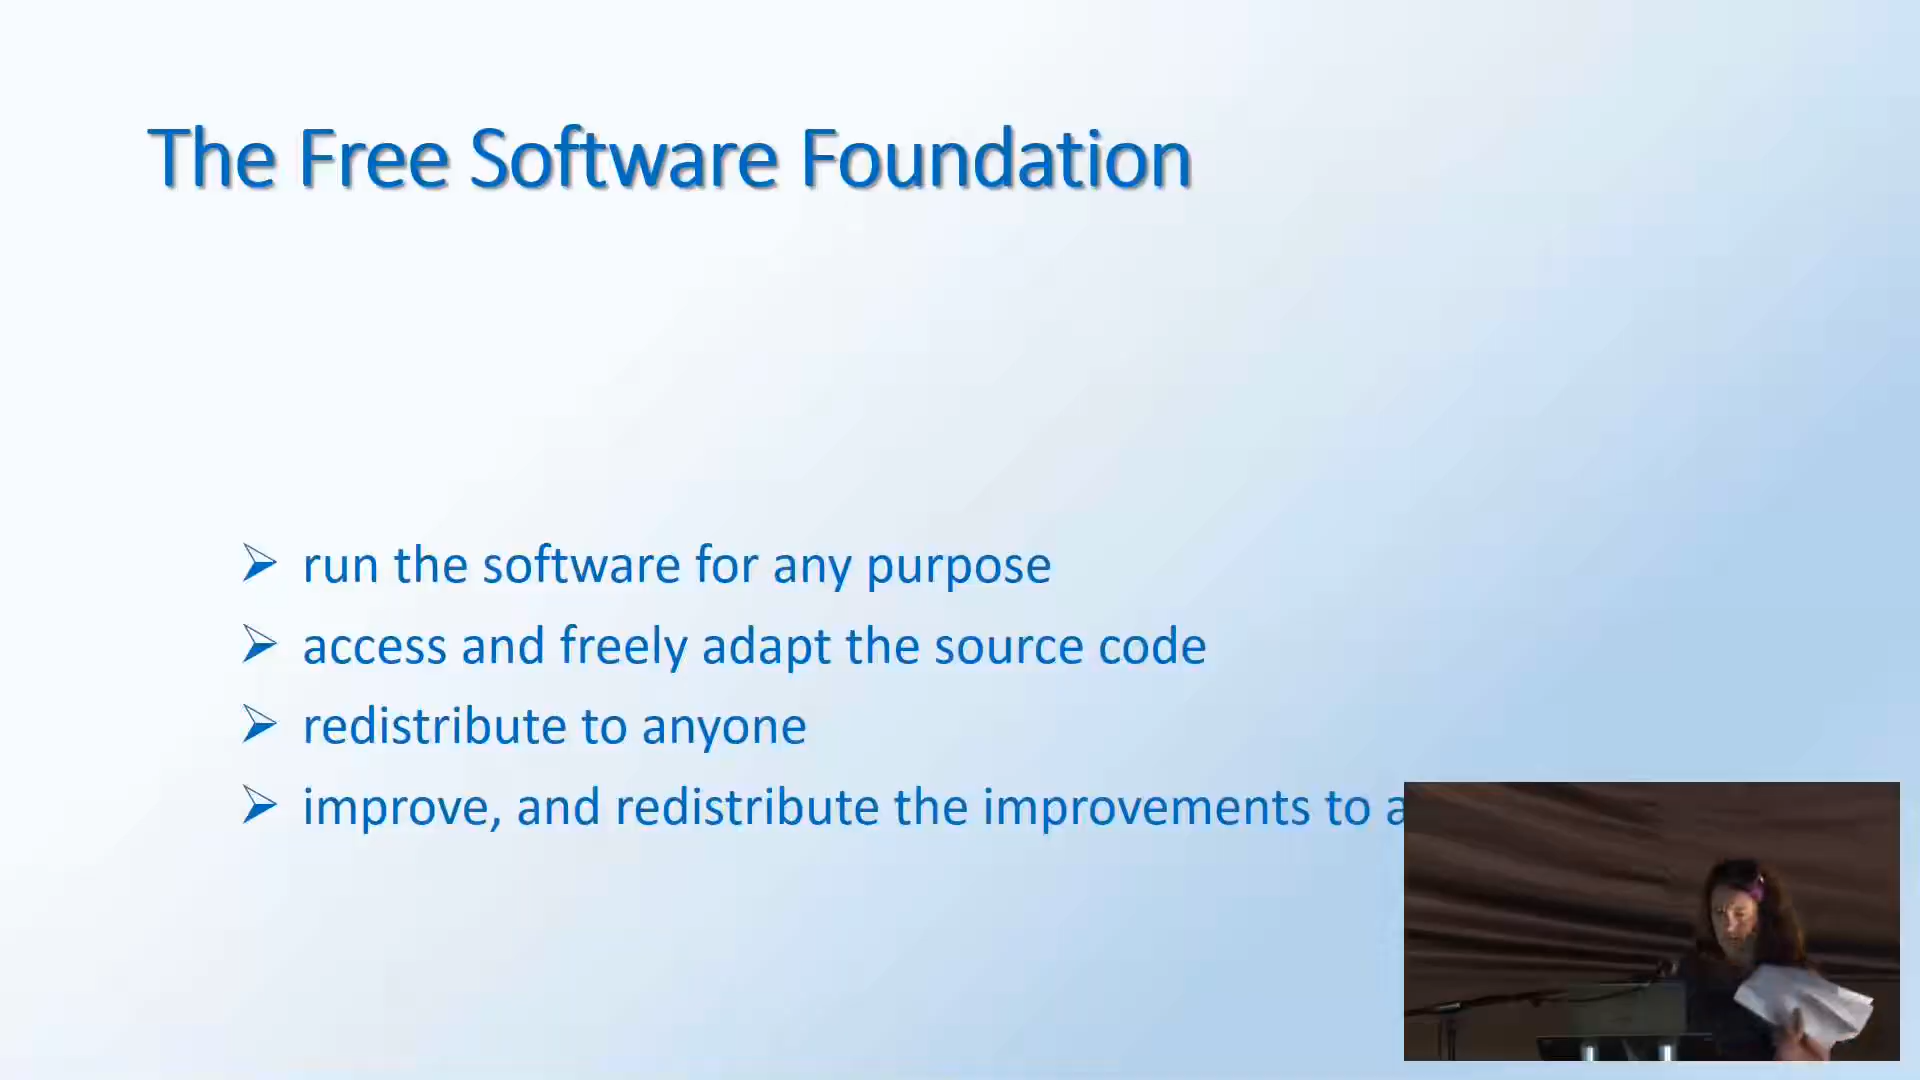 The Free Software Foundation
run the software for any purpose
access and freely adapt the source code
redistribute to anyone
improve, and redistribute the improvements to